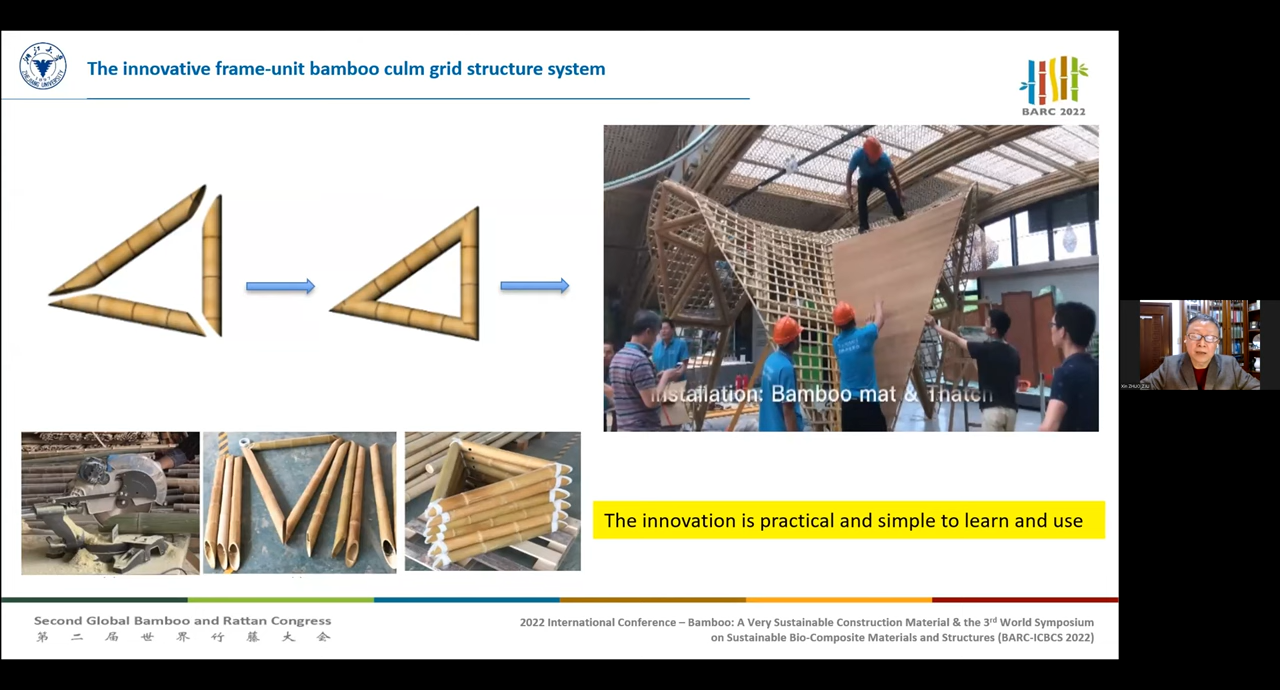 The innovative frame-unit bamboo culm grid structure system
BARC 2022
Installation: Bamboo mat & Thatch
The innovation is practical and simple to learn and use
Second Global Bamboo and Rattan Congress
第二届世界竹藤大会
2022 International Conference – Bamboo: A Very Sustainable Construction Material & the 3rd World Symposium
on Sustainable Bio-Composite Materials and Structures (BARC-ICBCS 2022)